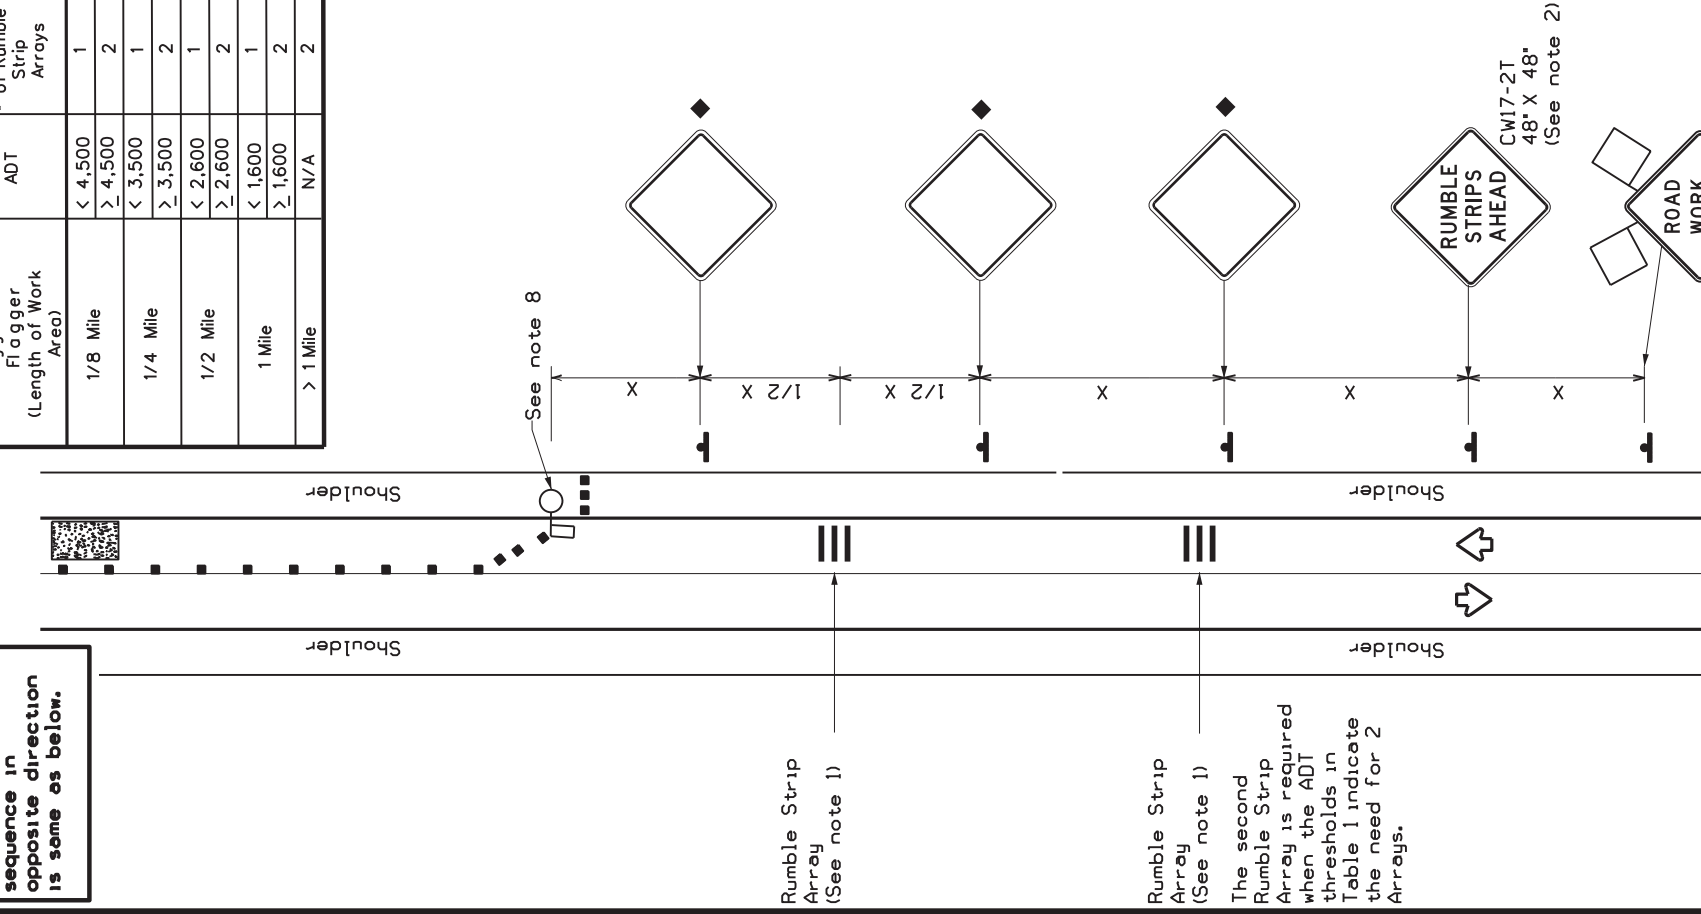 Strip
Arrays
ADT
Flagger
(Length of Work
Area)
1/8 Mile
< 4,500
1
> 4,500
2
1/4 Mile
< 3,500
1
> 3,500
2
1/2 Mile
< 2,600
1
> 2,600
2
1 Mile
< 1,600
1
> 1,600
2
> 1 Mile
N/A
2
sequence in
opposite direction
is same as below.
See note 8
X
1/2 X
1/2 X
X
X
X
Shoulder
Shoulder
Shoulder
Shoulder
RUMBLE
STRIPS
AHEAD
CW17-2T
48" X 48"
(See note 2)
ROAD
WORK
Rumble Strip
Array
(See note 1)
Rumble Strip
Array
(See note 1)
The second
Rumble Strip
Array is required
when the ADT
thresholds in
Table 1 indicate
the need for 2
Arrays.